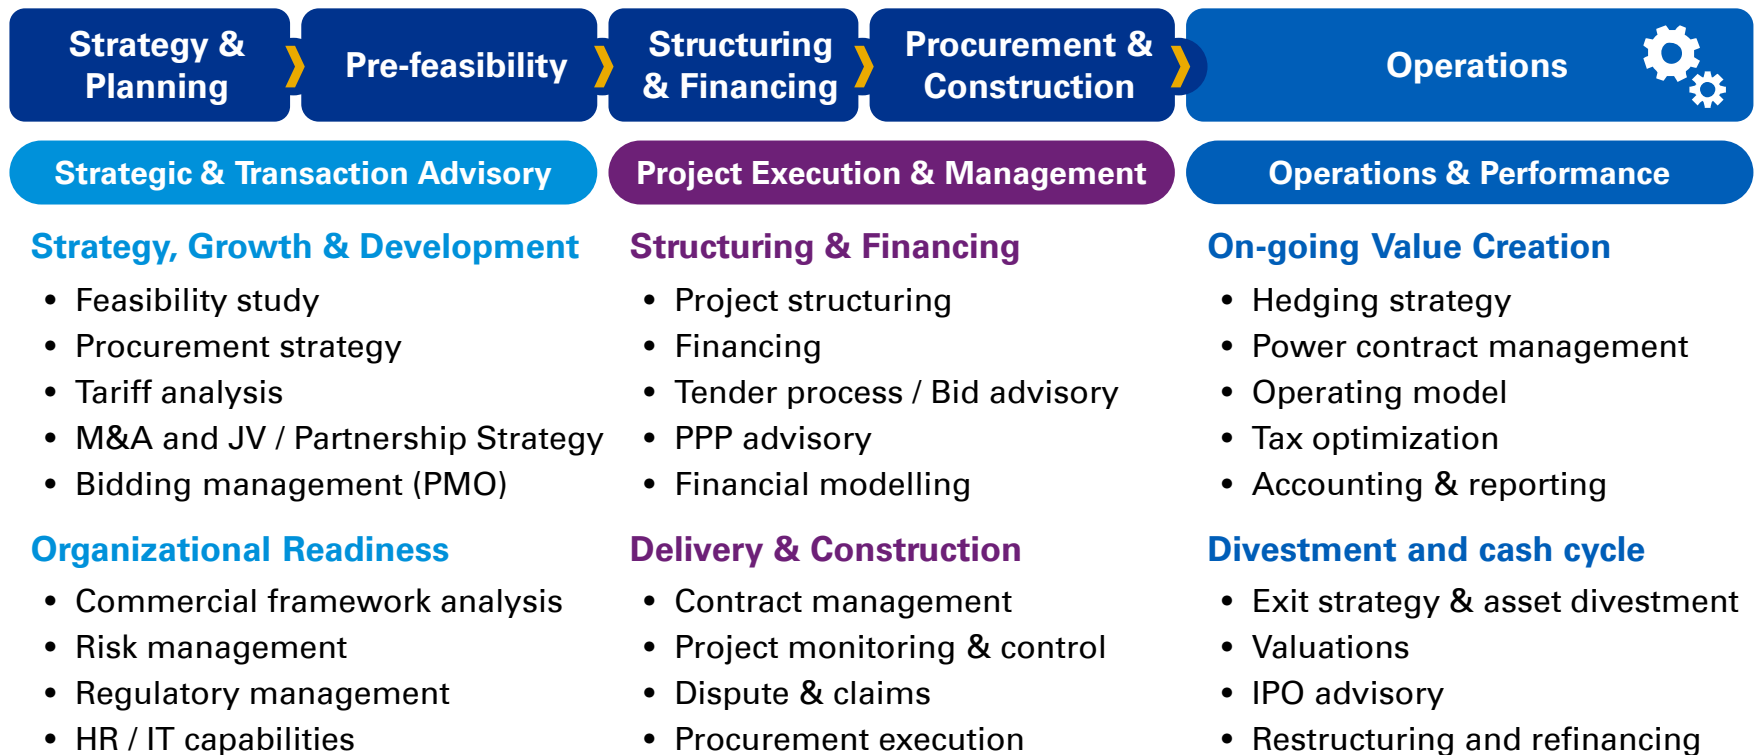 Strategy &
Planning
Pre-feasibility
Structuring
& Financing
Procurement &
Construction
Operations
Strategic & Transaction Advisory
Project Execution & Management
Operations & Performance
Strategy, Growth & Development
• Feasibility study
• Procurement strategy
• Tariff analysis
• M&A and JV / Partnership Strategy
• Bidding management (PMO)
Organizational Readiness
• Commercial framework analysis
• Risk management
• Regulatory management
• HR / IT capabilities
Structuring & Financing
• Project structuring
• Financing
• Tender process / Bid advisory
• PPP advisory
• Financial modelling
Delivery & Construction
• Contract management
• Project monitoring & control
• Dispute & claims
• Procurement execution
On-going Value Creation
• Hedging strategy
• Power contract management
• Operating model
• Tax optimization
• Accounting & reporting
Divestment and cash cycle
• Exit strategy & asset divestment
• Valuations
• IPO advisory
• Restructuring and refinancing